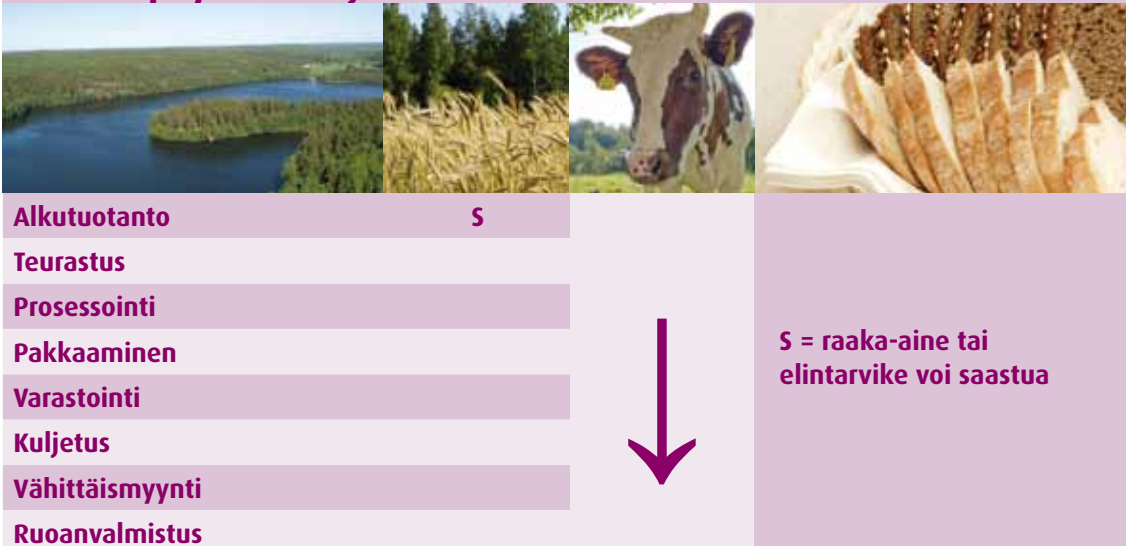 Alkutuotanto S
Teurastus
Prosessointi
Pakkaaminen
Varastointi
Kuljetus
Vähittäismyynti
Ruoanvalmistus
S = raaka-aine tai
elintarvike voi saastua